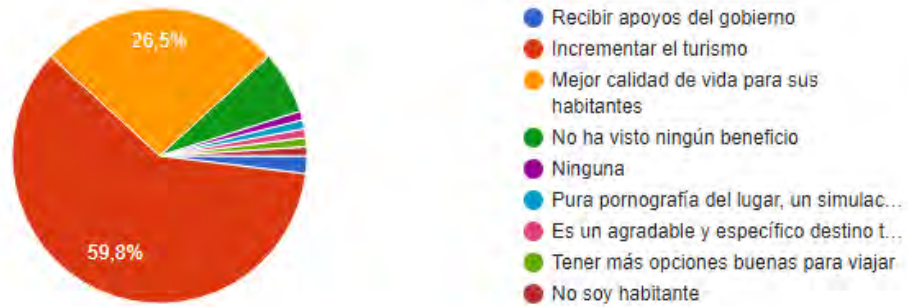 26,5%
59,8%
Recibir apoyos del gobierno
Incrementar el turismo
Mejor calidad de vida para sus
habitantes
No ha visto ningún beneficio
Ninguna
Pura pornografía del lugar, un simulac...
Es un agradable y específico destino t...
Tener más opciones buenas para viajar
No soy habitante